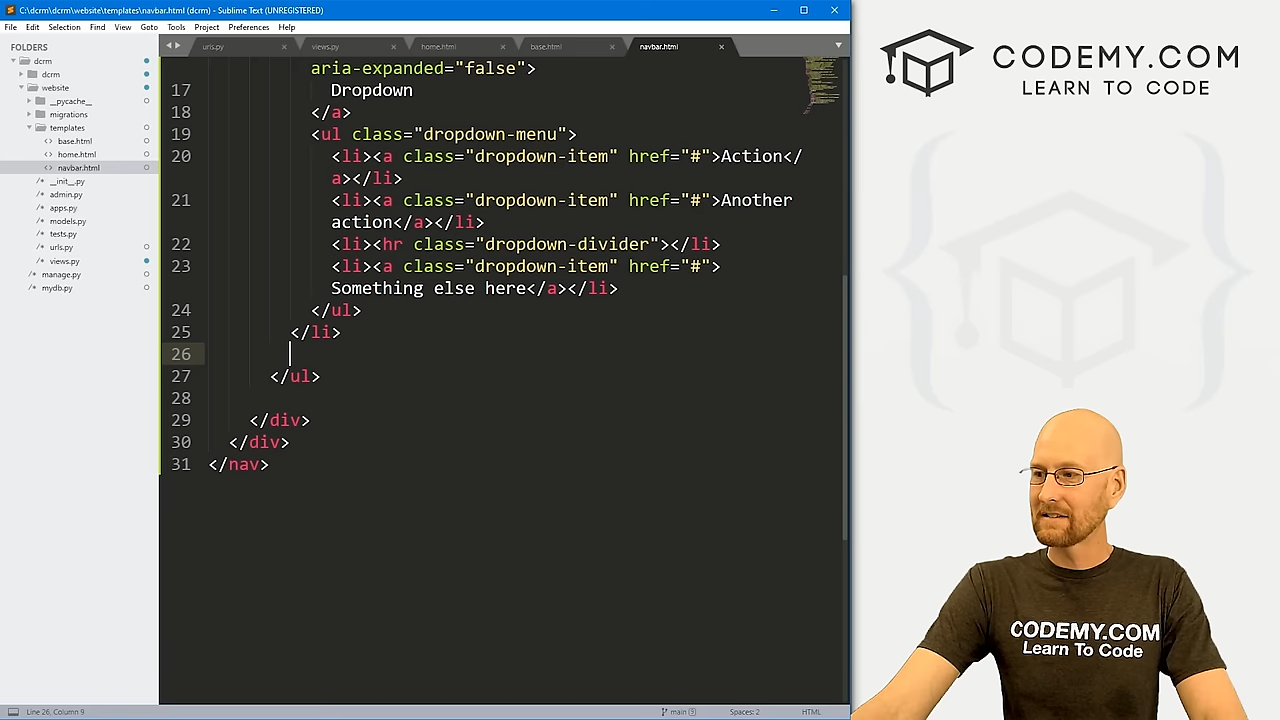 C:\dcrm\dcrm\website\templates\navbar.html (dcrm) - Sublime Text (UNREGISTERED)
File Edit Selection Find View Goto Tools Project Preferences Help
FOLDERS
dcrm
dcrm
website
__pycache__
migrations
templates
base.html
home.html
navbar.html
__init__.py
admin.py
apps.py
models.py
tests.py
urls.py
views.py
manage.py
mydb.py
urls.py views.py home.html base.html navbar.html
aria-expanded="false">
17 Dropdown
18 </a>
19 <ul class="dropdown-menu">
20 <li><a class="dropdown-item" href="#">Action</
a></li>
21 <li><a class="dropdown-item" href="#">Another
action</a></li>
22 <li><hr class="dropdown-divider"></li>
23 <li><a class="dropdown-item" href="#">
Something else here</a></li>
24 </ul>
25 </li>
26
27 </ul>
28
29 </div>
30 </div>
31 </nav>
Line 26, Column 9 main Spaces: 2 HTML
CODEMY.COM
LEARN TO CODE
CODEMY.COM
Learn To Code